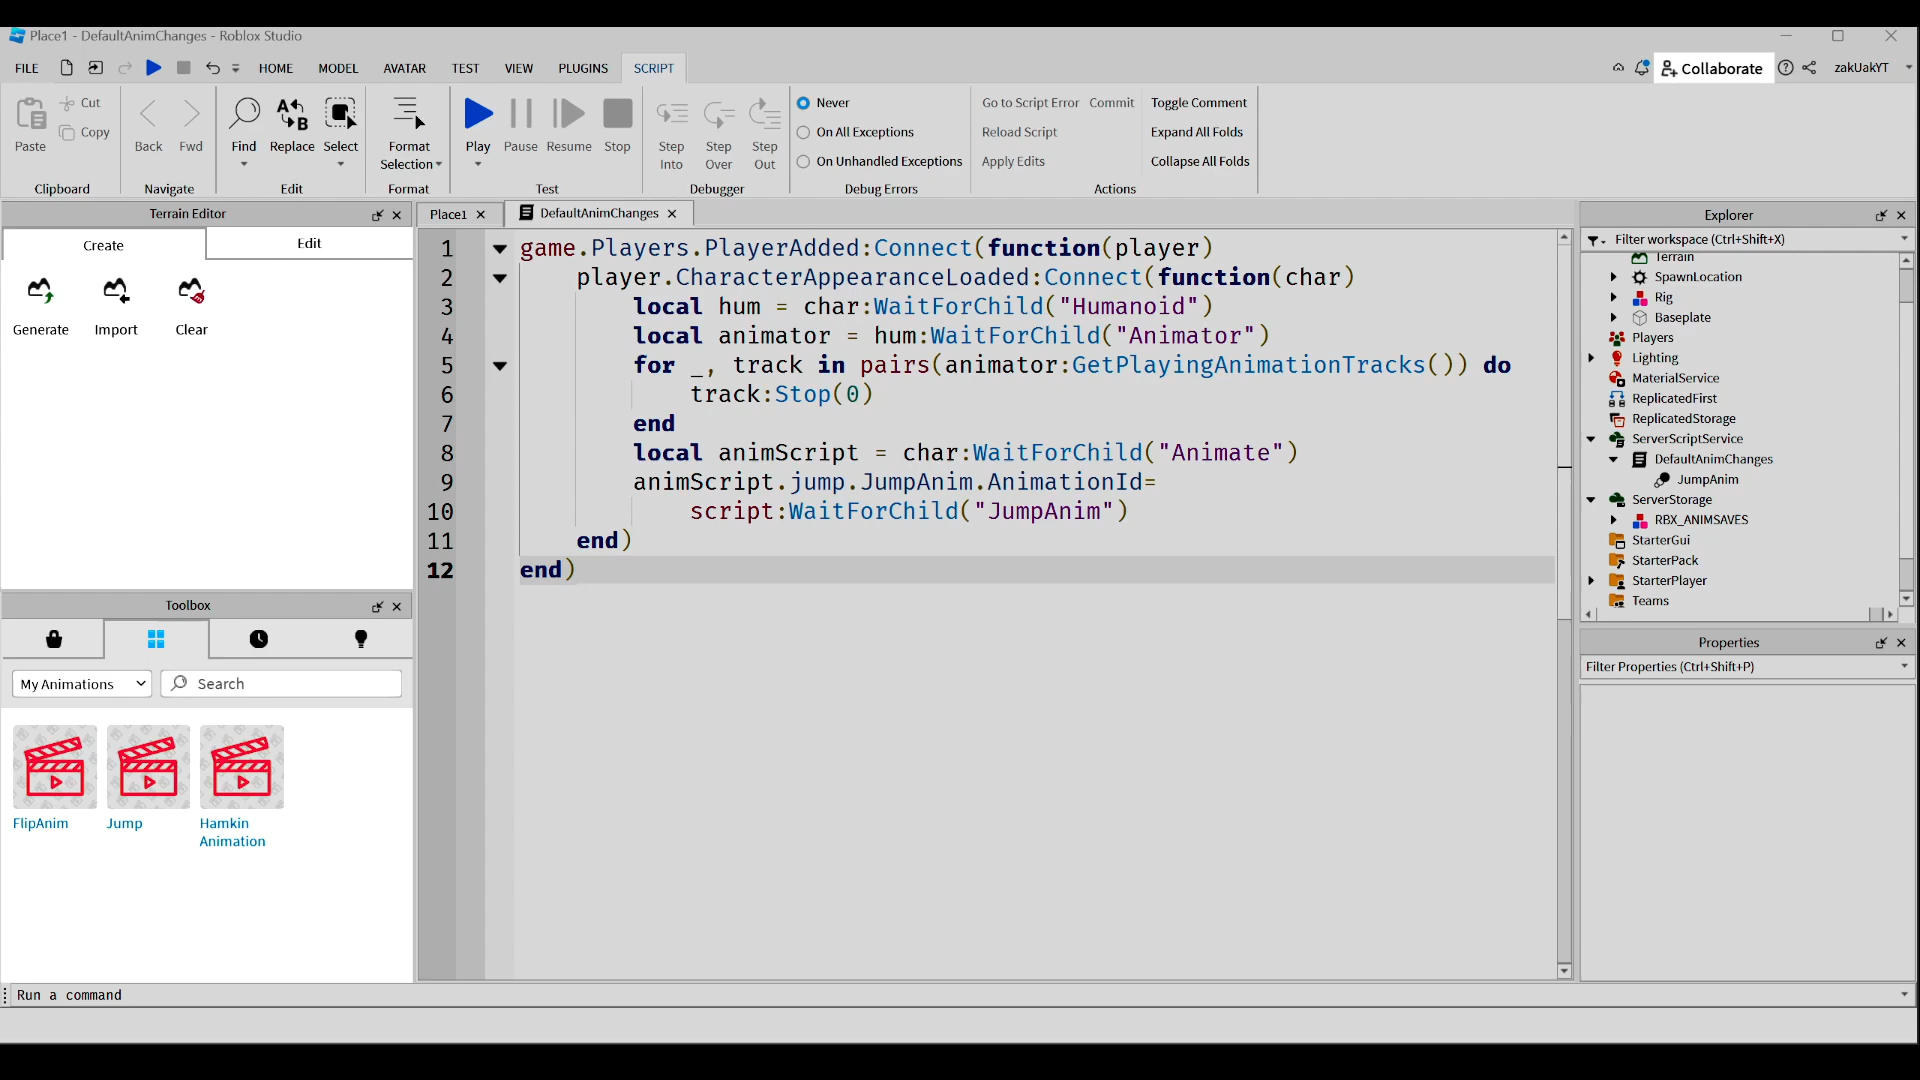 Place1 - DefaultAnimChanges - Roblox Studio
FILE HOME MODEL AVATAR TEST VIEW PLUGINS SCRIPT Collaborate zakUakYT
Paste Cut Copy
Clipboard
Back Fwd
Navigate
Find Replace Select
Edit
Format Selection
Format
Play Pause Resume Stop
Test
Step Into Step Over Step Out
Debugger
Never
On All Exceptions
On Unhandled Exceptions
Debug Errors
Go to Script Error Commit Toggle Comment
Reload Script Expand All Folds
Apply Edits Collapse All Folds
Actions
Terrain Editor
Create Edit
Generate Import Clear
Toolbox
My Animations Search
FlipAnim Jump Hamkin
Animation
Place1 DefaultAnimChanges
1 game.Players.PlayerAdded:Connect(function(player)
2 player.CharacterAppearanceLoaded:Connect(function(char)
3 local hum = char:WaitForChild("Humanoid")
4 local animator = hum:WaitForChild("Animator")
5 for _, track in pairs(animator:GetPlayingAnimationTracks()) do
6 track:Stop(0)
7 end
8 local animScript = char:WaitForChild("Animate")
9 animScript.jump.JumpAnim.AnimationId=
10 script:WaitForChild("JumpAnim")
11 end)
12 end)
Explorer
Filter workspace (Ctrl+Shift+X)
Terrain
SpawnLocation
Rig
Baseplate
Players
Lighting
MaterialService
ReplicatedFirst
ReplicatedStorage
ServerScriptService
DefaultAnimChanges
JumpAnim
ServerStorage
RBX_ANIMSAVES
StarterGui
StarterPack
StarterPlayer
Teams
Properties
Filter Properties (Ctrl+Shift+P)
Run a command